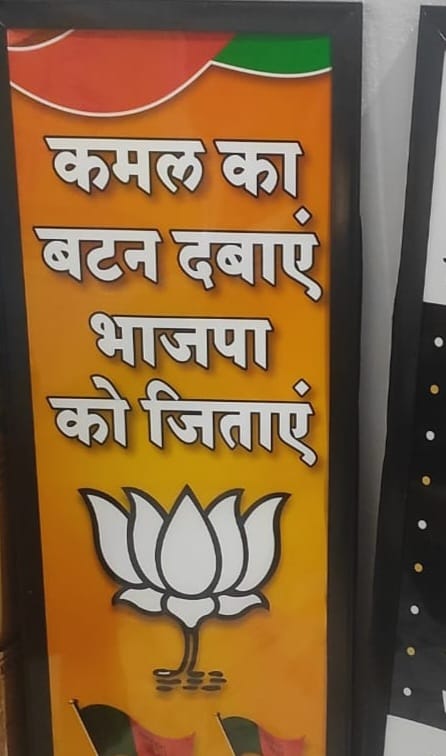 कमल का
बटन दबाएं
भाजपा
को जिताएं